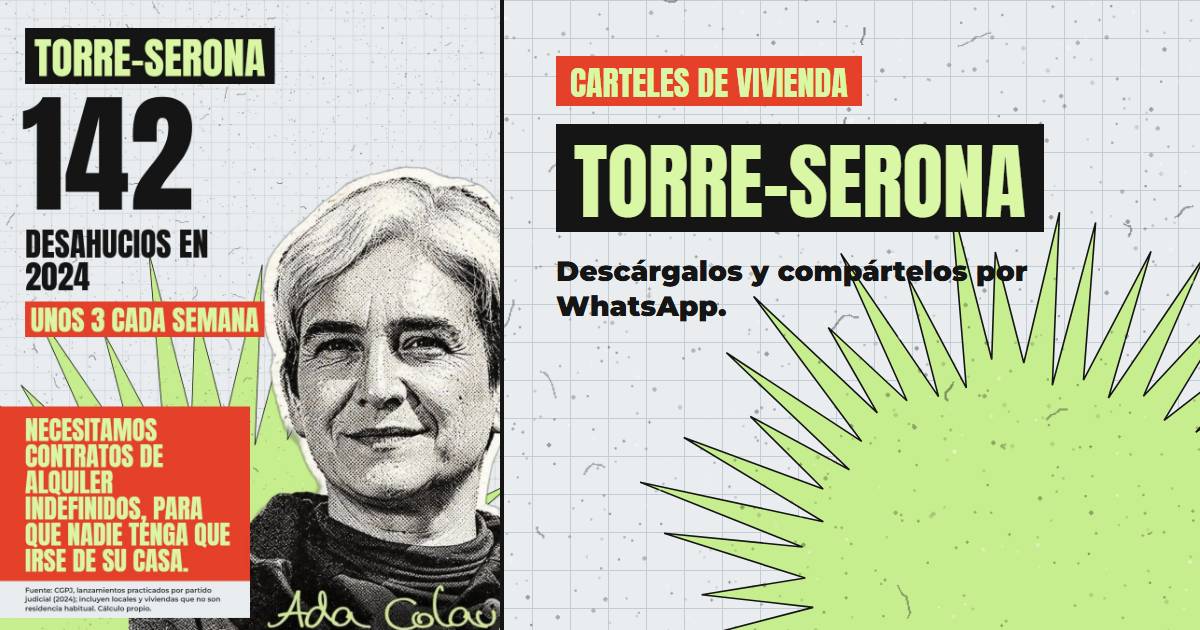 TORRE-SERONA
142
DESAHUCIOS EN
2024
UNOS 3 CADA SEMANA
NECESITAMOS
CONTRATOS DE
ALQUILER
INDEFINIDOS, PARA
QUE NADIE TENGA QUE
IRSE DE SU CASA.
Fuente: CGPJ, lanzamientos practicados por partido
judicial (2024); incluyen locales y viviendas que no son
residencia habitual. Cálculo propio.
Ada Colau
CARTELES DE VIVIENDA
TORRE-SERONA
Descárgalos y compártelos por
WhatsApp.